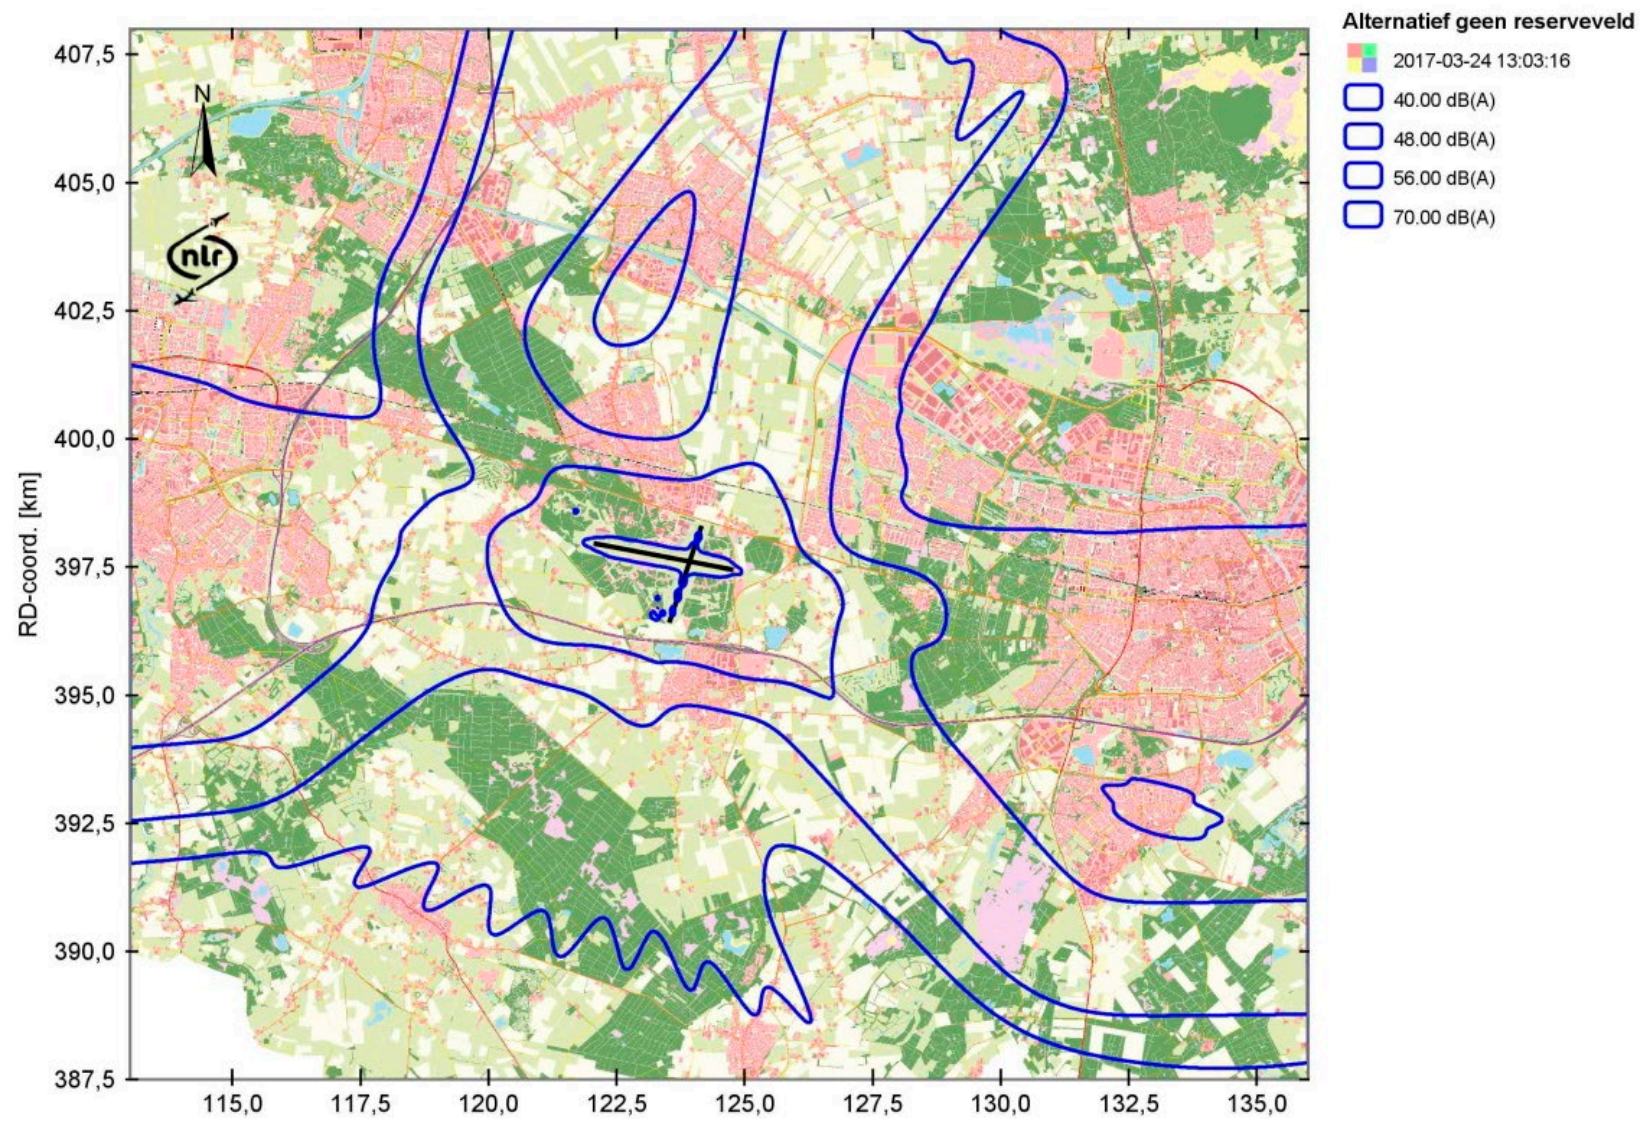 Alternatief geen reserveveld
2017-03-24 13:03:16
40.00 dB(A)
48.00 dB(A)
56.00 dB(A)
70.00 dB(A)
N
nlr
RD-coord. [km]
407,5
405,0
402,5
400,0
397,5
395,0
392,5
390,0
387,5
115,0 117,5 120,0 122,5 125,0 127,5 130,0 132,5 135,0